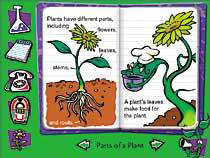 Plants have different parts,
including
flowers,
leaves,
stems,
and roots.
A plant's leaves
make food for
the plant.
Parts of a Plant